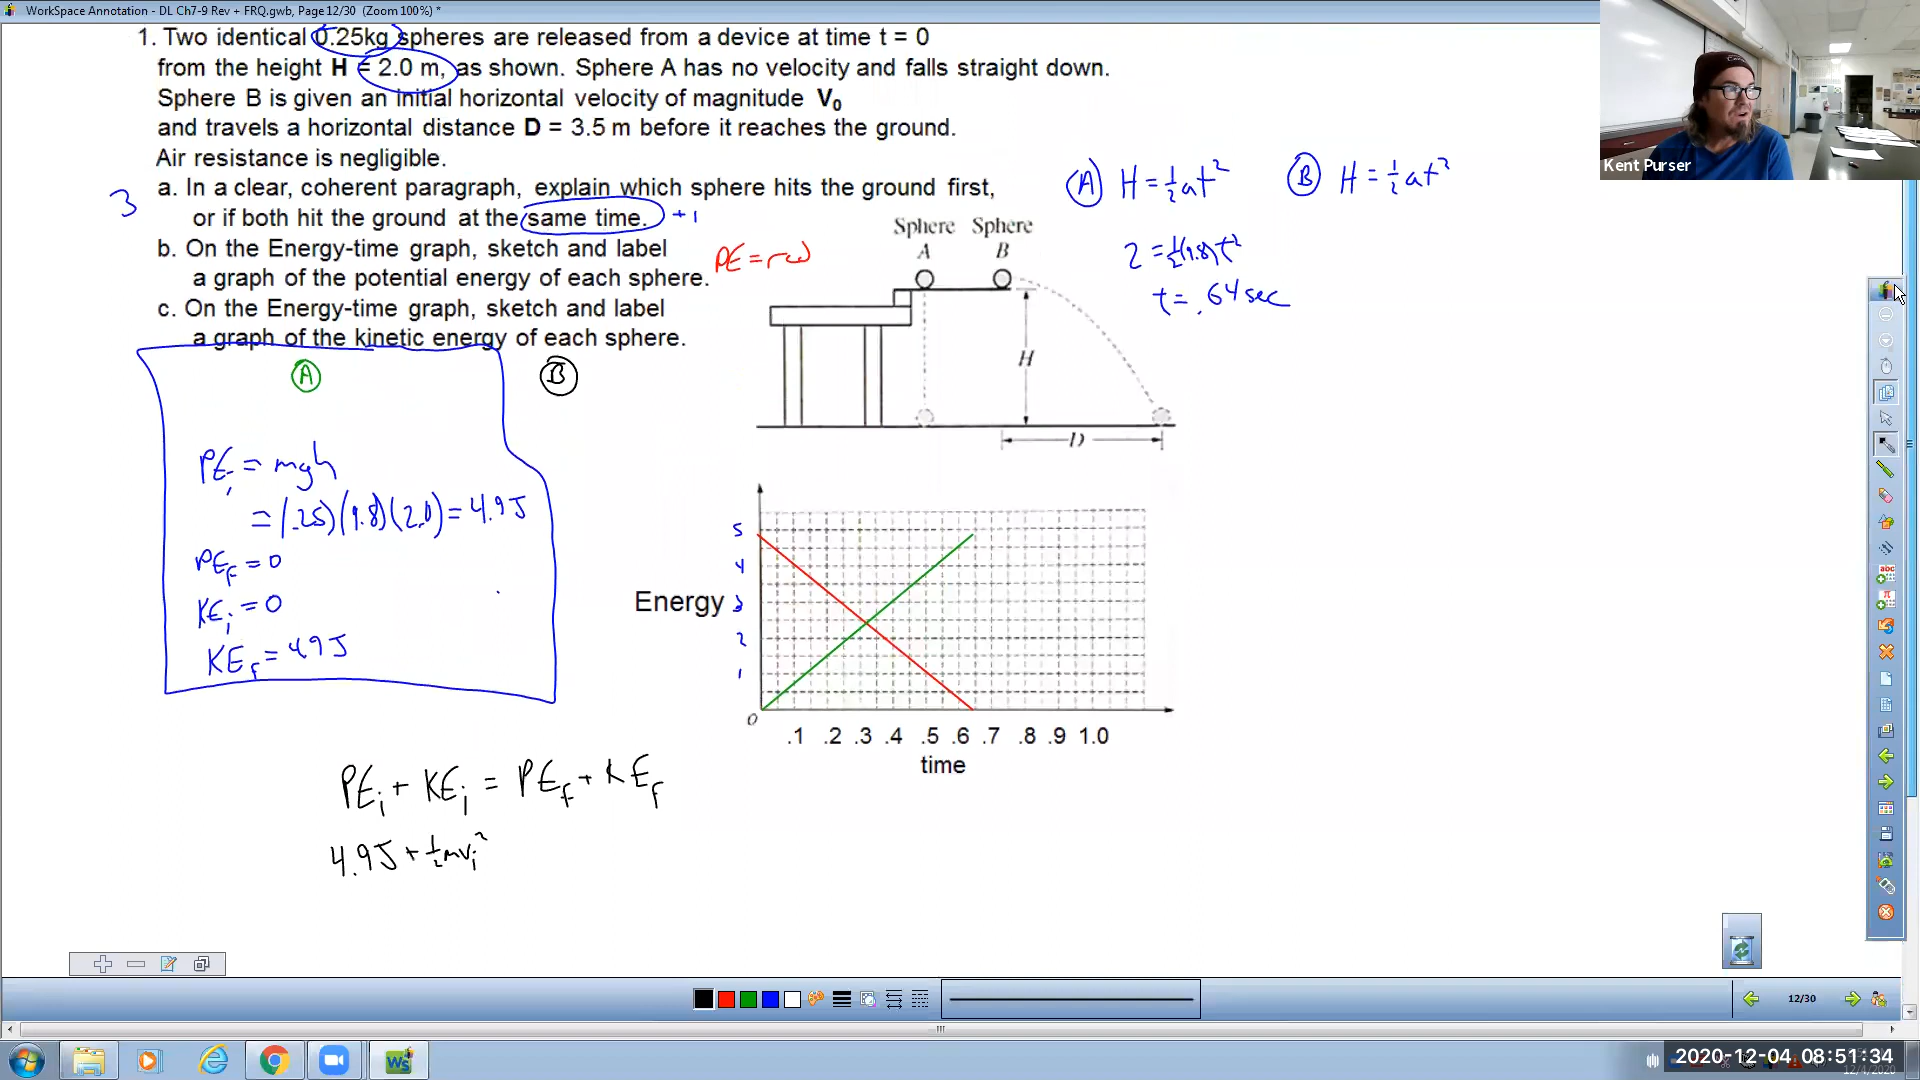 WorkSpace Annotation - DL Ch7-9 Rev + FRQ.gwb, Page 12/30 (Zoom 100%) *
1. Two identical 0.25kg spheres are released from a device at time t = 0
from the height H = 2.0 m, as shown. Sphere A has no velocity and falls straight down.
Sphere B is given an initial horizontal velocity of magnitude V₀
and travels a horizontal distance D = 3.5 m before it reaches the ground.
Air resistance is negligible.
a. In a clear, coherent paragraph, explain which sphere hits the ground first,
or if both hit the ground at the same time.
+1
3
b. On the Energy-time graph, sketch and label
a graph of the potential energy of each sphere.
c. On the Energy-time graph, sketch and label
a graph of the kinetic energy of each sphere.
PE = red
Kent Purser
A H = ½at²
2 = ½(9.8)t²
t = .64 sec
B H = ½at²
Sphere Sphere
A B
H
D
A
B
PEi = mgh
= (.25)(9.8)(2.0) = 4.9J
PEF = 0
KEi = 0
KEf = 4.9J
Energy
5
4
3
2
1
0
.1 .2 .3 .4 .5 .6 .7 .8 .9 1.0
time
PEi + KEi = PEf + KEf
4.9J + ½mvi²
abc
π
12/30
Ws
2020-12-04 08:51:34
12/4/2020